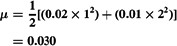 μ = 1/2[(0.02 × 1²) + (0.01 × 2²)]
= 0.030